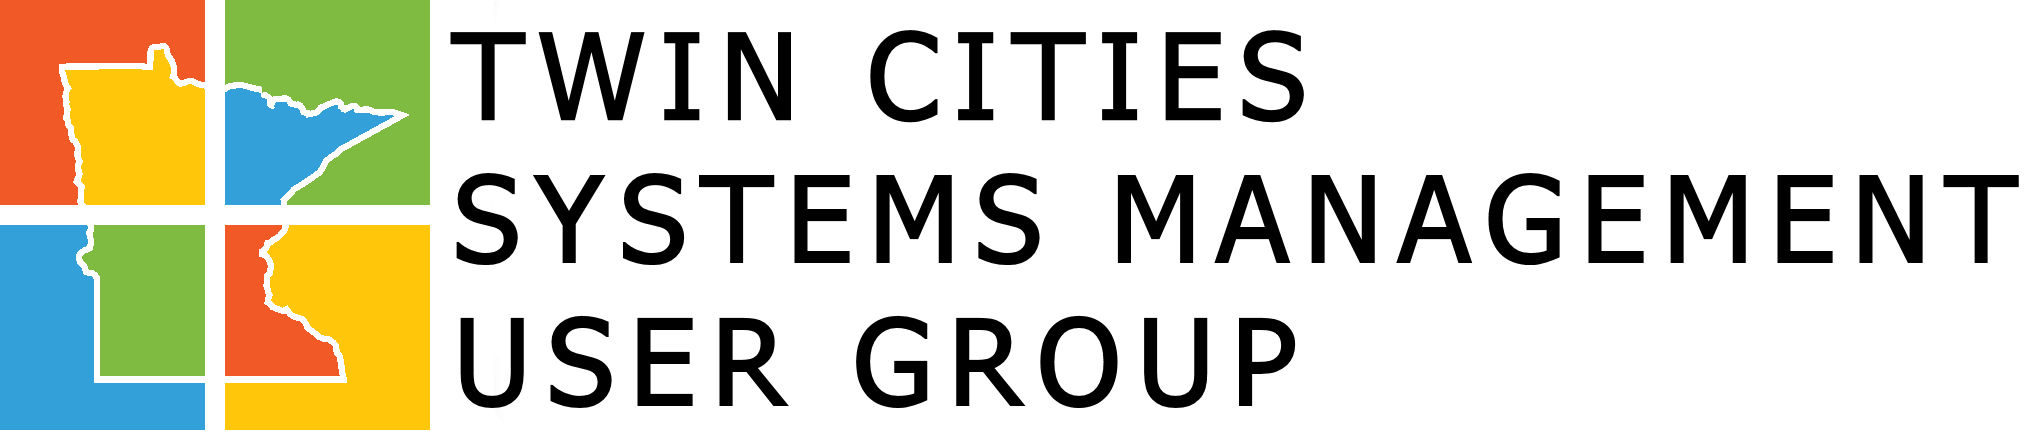 TWIN CITIES
SYSTEMS MANAGEMENT
USER GROUP